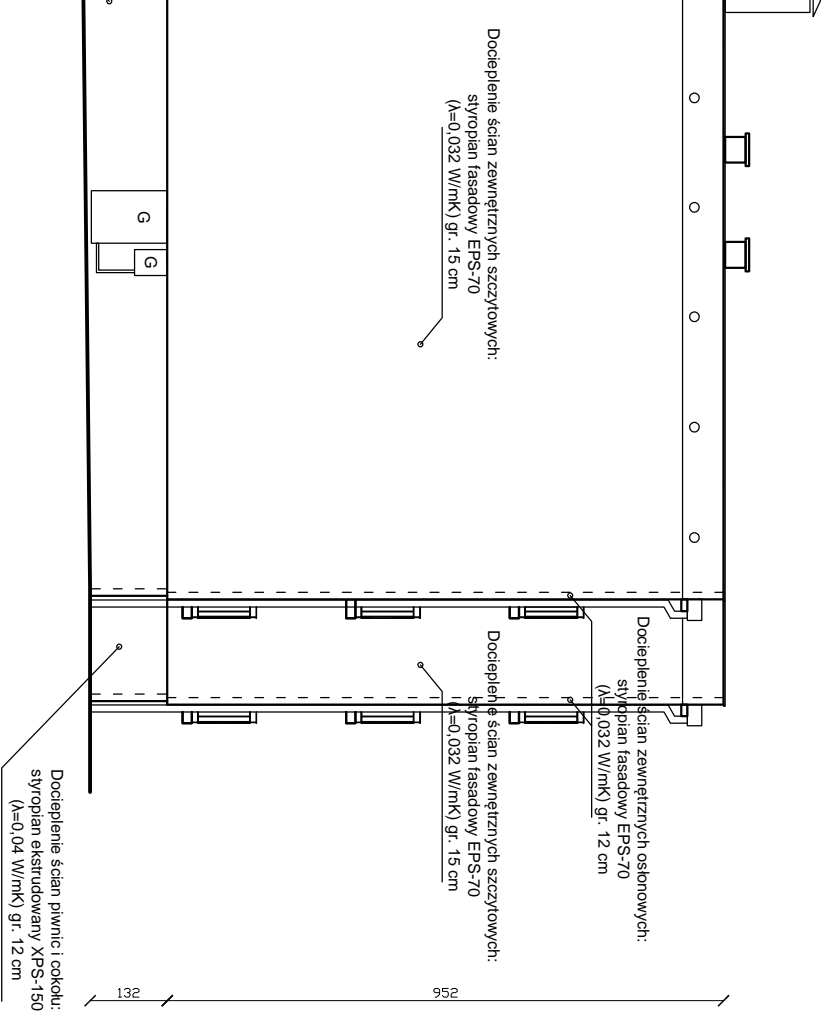 Docieplenie ścian zewnętrznych szczytowych:
styropian fasadowy EPS-70
(λ=0,032 W/mK) gr. 15 cm
G
G
Docieplenie ścian zewnętrznych osłonowych:
styropian fasadowy EPS-70
(λ=0,032 W/mK) gr. 12 cm
Docieplenie ścian zewnętrznych szczytowych:
styropian fasadowy EPS-70
(λ=0,032 W/mK) gr. 15 cm
Docieplenie ścian piwnic i cokołu:
styropian ekstrudowany XPS-150
(λ=0,04 W/mK) gr. 12 cm
132
952